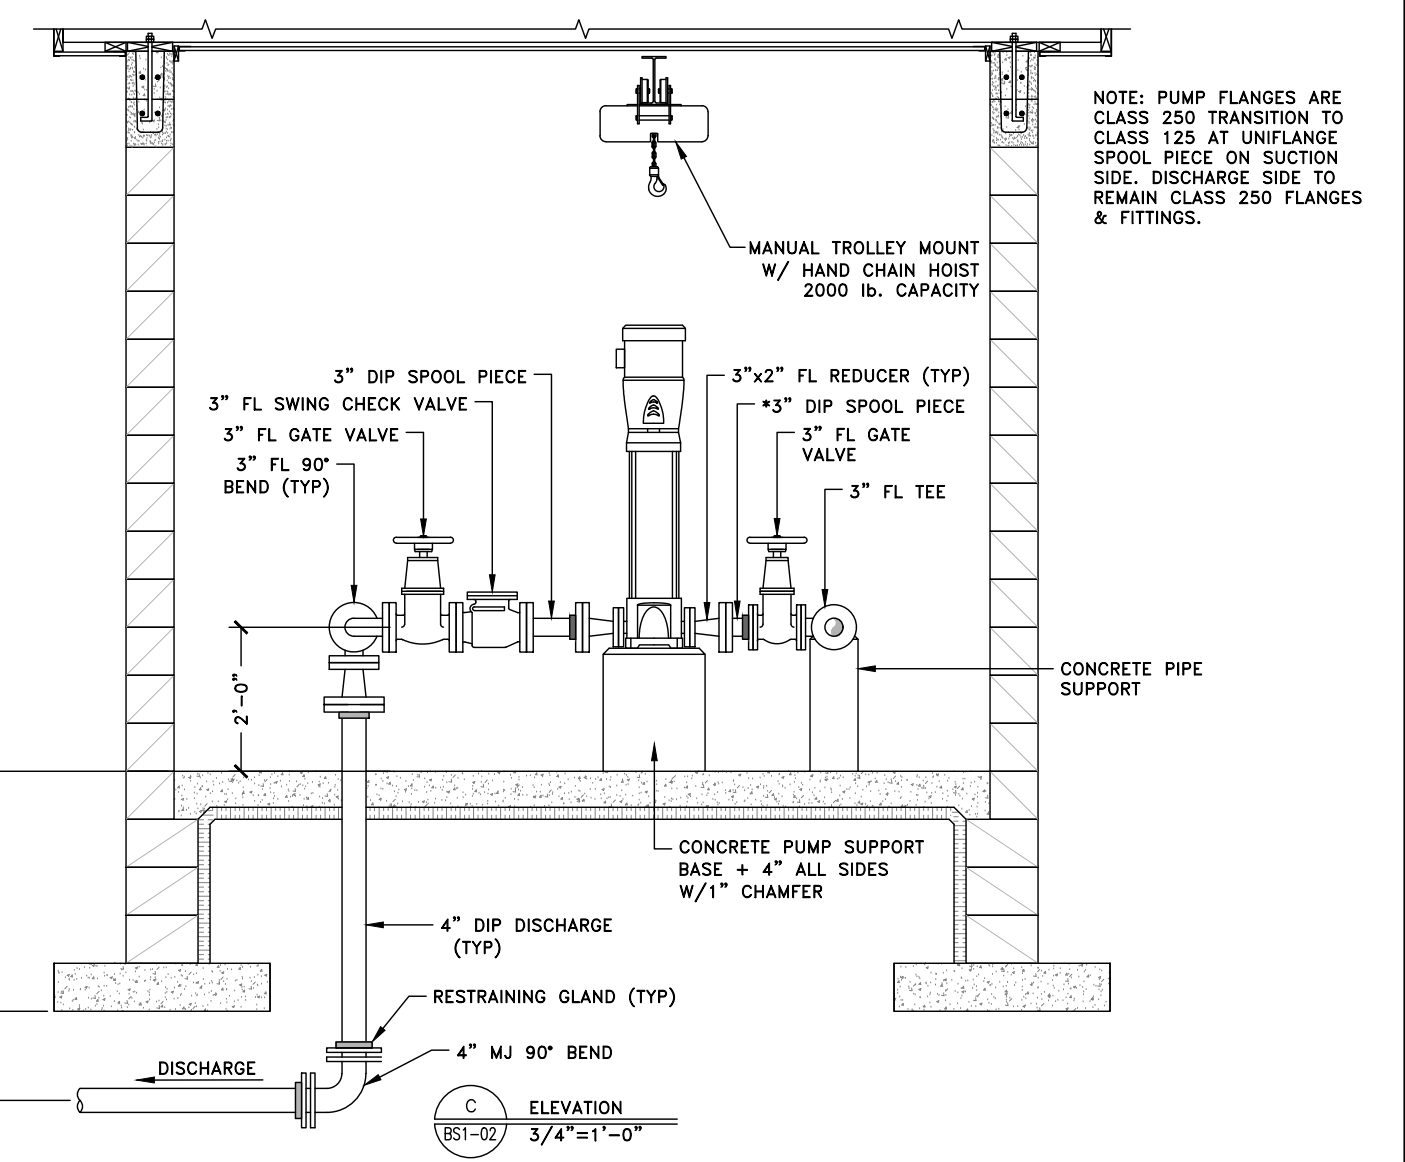 NOTE: PUMP FLANGES ARE
CLASS 250 TRANSITION TO
CLASS 125 AT UNIFLANGE
SPOOL PIECE ON SUCTION
SIDE. DISCHARGE SIDE TO
REMAIN CLASS 250 FLANGES
& FITTINGS.
MANUAL TROLLEY MOUNT
W/ HAND CHAIN HOIST
2000 lb. CAPACITY
3" DIP SPOOL PIECE
3" FL SWING CHECK VALVE
3" FL GATE VALVE
3" FL 90°
BEND (TYP)
3"x2" FL REDUCER (TYP)
*3" DIP SPOOL PIECE
3" FL GATE
VALVE
3" FL TEE
2'-0"
CONCRETE PIPE
SUPPORT
CONCRETE PUMP SUPPORT
BASE + 4" ALL SIDES
W/1" CHAMFER
4" DIP DISCHARGE
(TYP)
RESTRAINING GLAND (TYP)
4" MJ 90° BEND
DISCHARGE
C
BS1-02
ELEVATION
3/4"=1'-0"